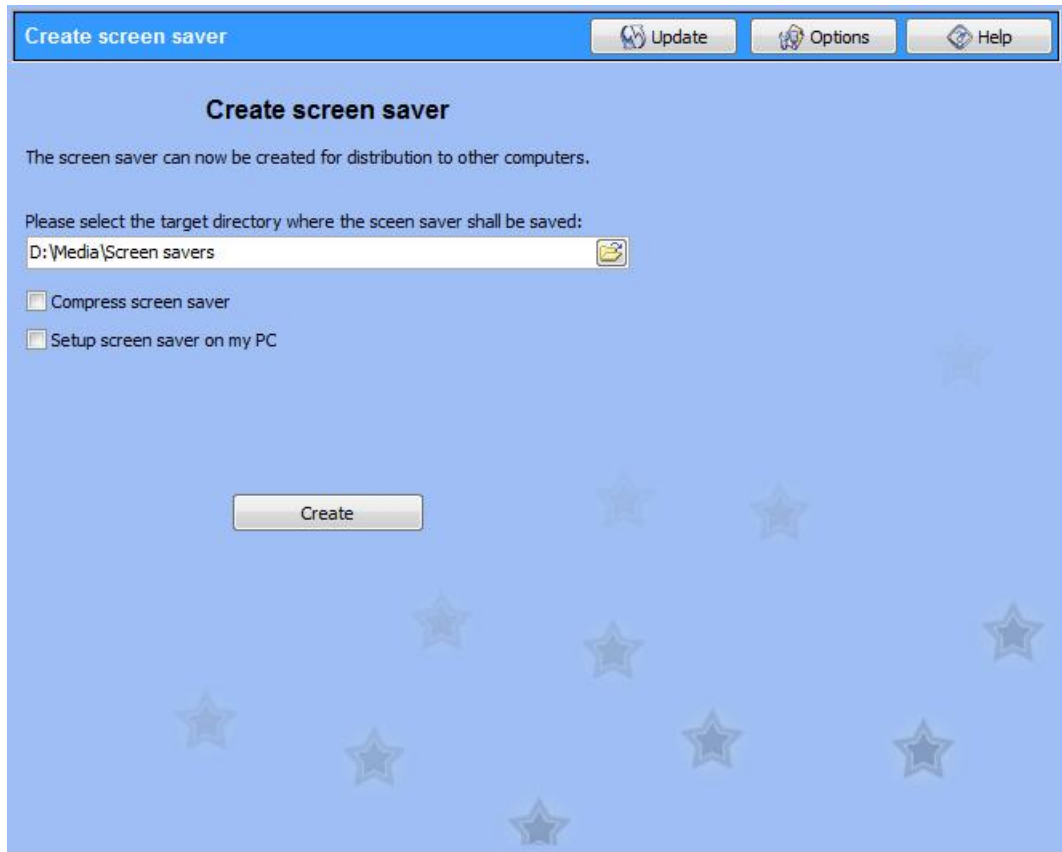 Create screen saver Update Options Help
Create screen saver
The screen saver can now be created for distribution to other computers.
Please select the target directory where the sceen saver shall be saved:
D:\Media\Screen savers
Compress screen saver
Setup screen saver on my PC
Create